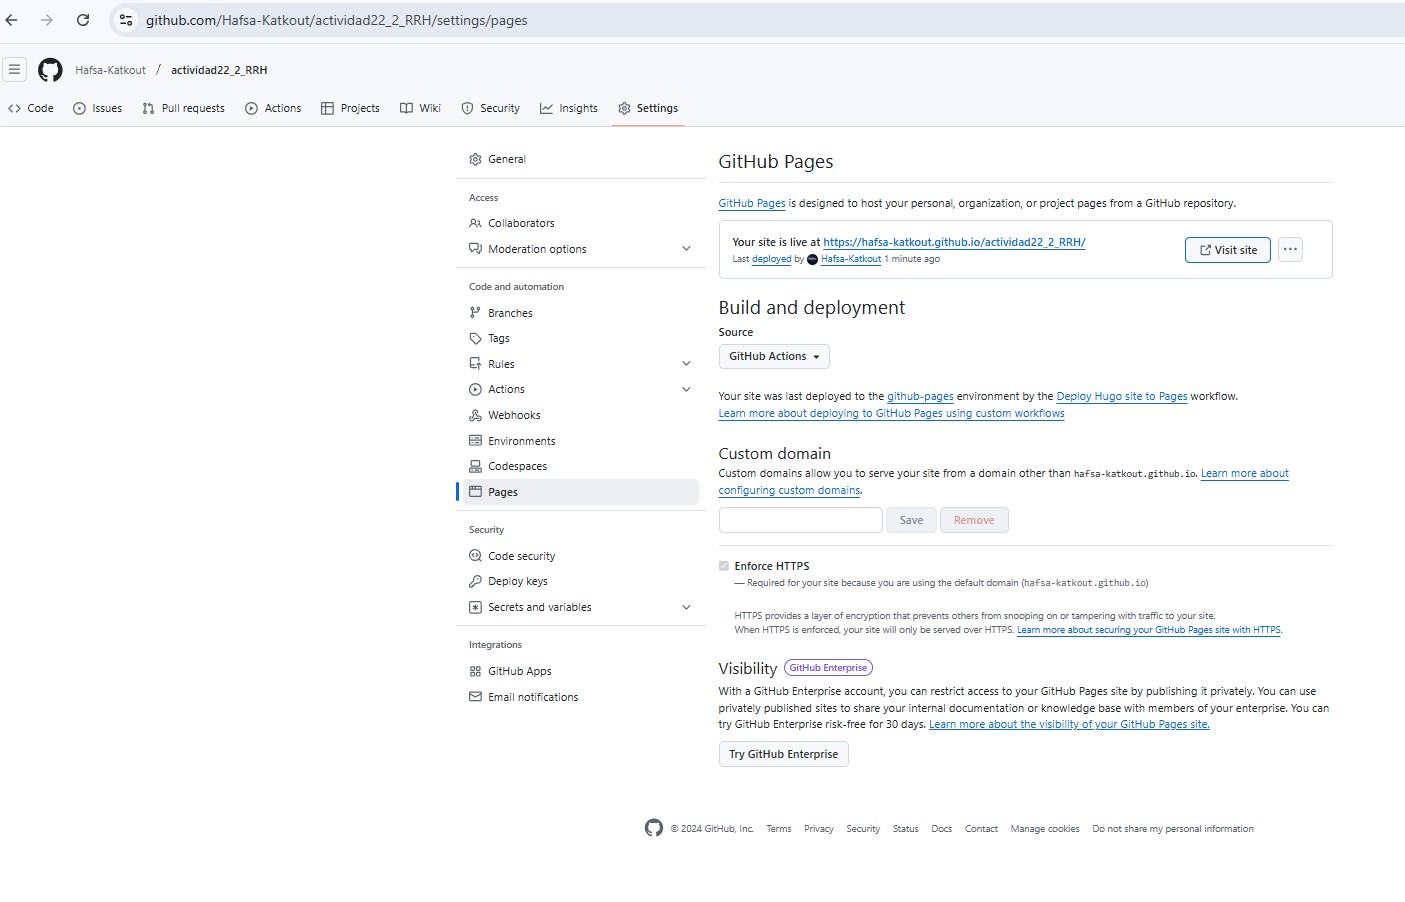 github.com/Hafsa-Katkout/actividad22_2_RRH/settings/pages
Hafsa-Katkout / actividad22_2_RRH
Code Issues Pull requests Actions Projects Wiki Security Insights Settings
General
Access
Collaborators
Moderation options
Code and automation
Branches
Tags
Rules
Actions
Webhooks
Environments
Codespaces
Pages
Security
Code security
Deploy keys
Secrets and variables
Integrations
GitHub Apps
Email notifications
GitHub Pages
GitHub Pages is designed to host your personal, organization, or project pages from a GitHub repository.
Your site is live at https://hafsa-katkout.github.io/actividad22_2_RRH/
Last deployed by Hafsa-Katkout 1 minute ago
Visit site
Build and deployment
Source
GitHub Actions
Your site was last deployed to the github-pages environment by the Deploy Hugo site to Pages workflow.
Learn more about deploying to GitHub Pages using custom workflows
Custom domain
Custom domains allow you to serve your site from a domain other than hafsa-katkout.github.io. Learn more about
configuring custom domains.
Save Remove
Enforce HTTPS
— Required for your site because you are using the default domain (hafsa-katkout.github.io)
HTTPS provides a layer of encryption that prevents others from snooping on or tampering with traffic to your site.
When HTTPS is enforced, your site will only be served over HTTPS. Learn more about securing your GitHub Pages site with HTTPS.
Visibility GitHub Enterprise
With a GitHub Enterprise account, you can restrict access to your GitHub Pages site by publishing it privately. You can use
privately published sites to share your internal documentation or knowledge base with members of your enterprise. You can
try GitHub Enterprise risk-free for 30 days. Learn more about the visibility of your GitHub Pages site.
Try GitHub Enterprise
© 2024 GitHub, Inc. Terms Privacy Security Status Docs Contact Manage cookies Do not share my personal information